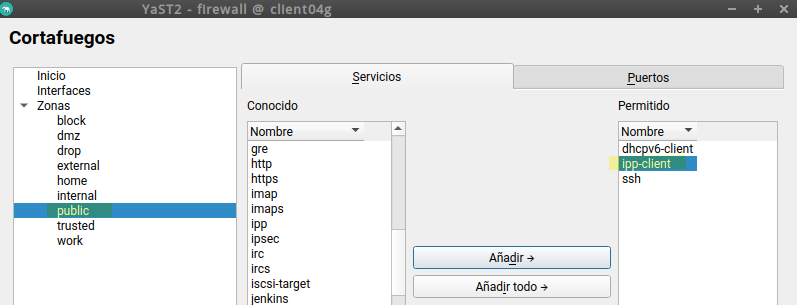 YaST2 - firewall @ client04g
Cortafuegos
Inicio
Interfaces
Zonas
block
dmz
drop
external
home
internal
public
trusted
work
Servicios
Puertos
Conocido
Nombre
gre
http
https
imap
imaps
ipp
ipsec
irc
ircs
iscsi-target
jenkins
Añadir →
Añadir todo →
Permitido
Nombre
dhcpv6-client
ipp-client
ssh